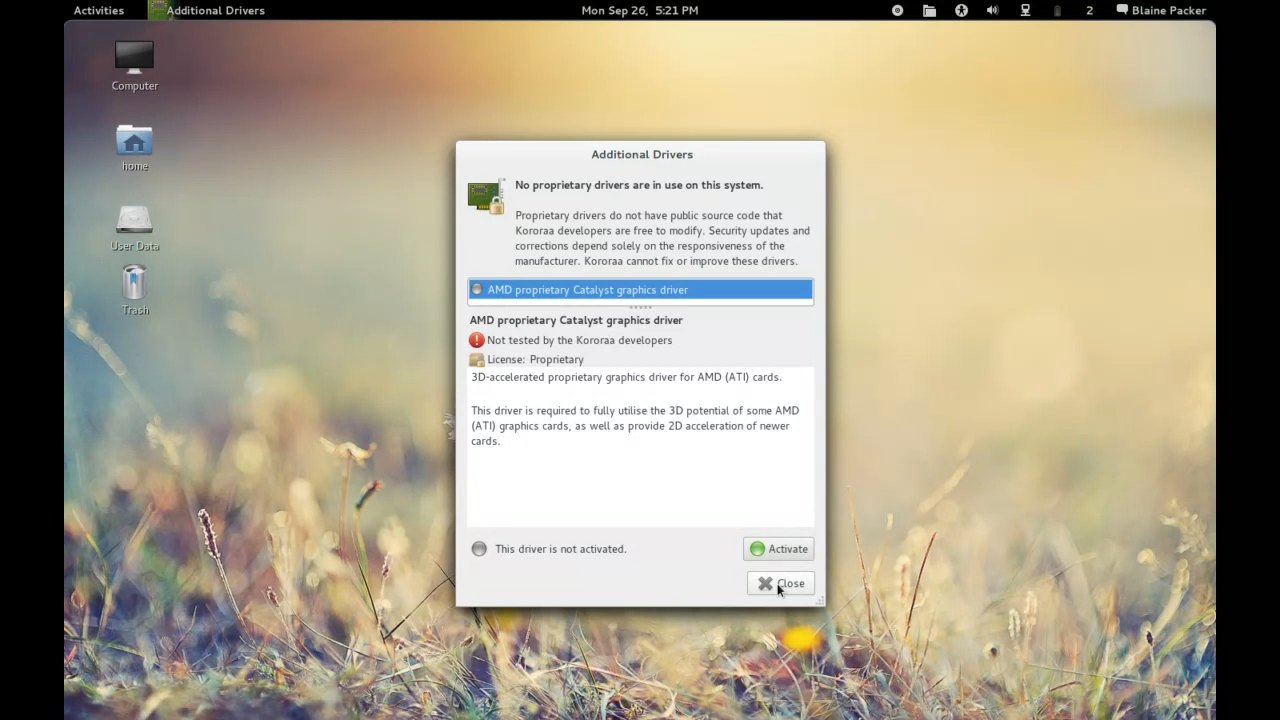 Activities
Additional Drivers
Mon Sep 26, 5:21 PM
2
Blaine Packer
Computer
home
User Data
Trash
Additional Drivers
No proprietary drivers are in use on this system.
Proprietary drivers do not have public source code that
Kororaa developers are free to modify. Security updates and
corrections depend solely on the responsiveness of the
manufacturer. Kororaa cannot fix or improve these drivers.
AMD proprietary Catalyst graphics driver
AMD proprietary Catalyst graphics driver
Not tested by the Kororaa developers
License: Proprietary
3D-accelerated proprietary graphics driver for AMD (ATI) cards.
This driver is required to fully utilise the 3D potential of some AMD
(ATI) graphics cards, as well as provide 2D acceleration of newer
cards.
This driver is not activated.
Activate
Close